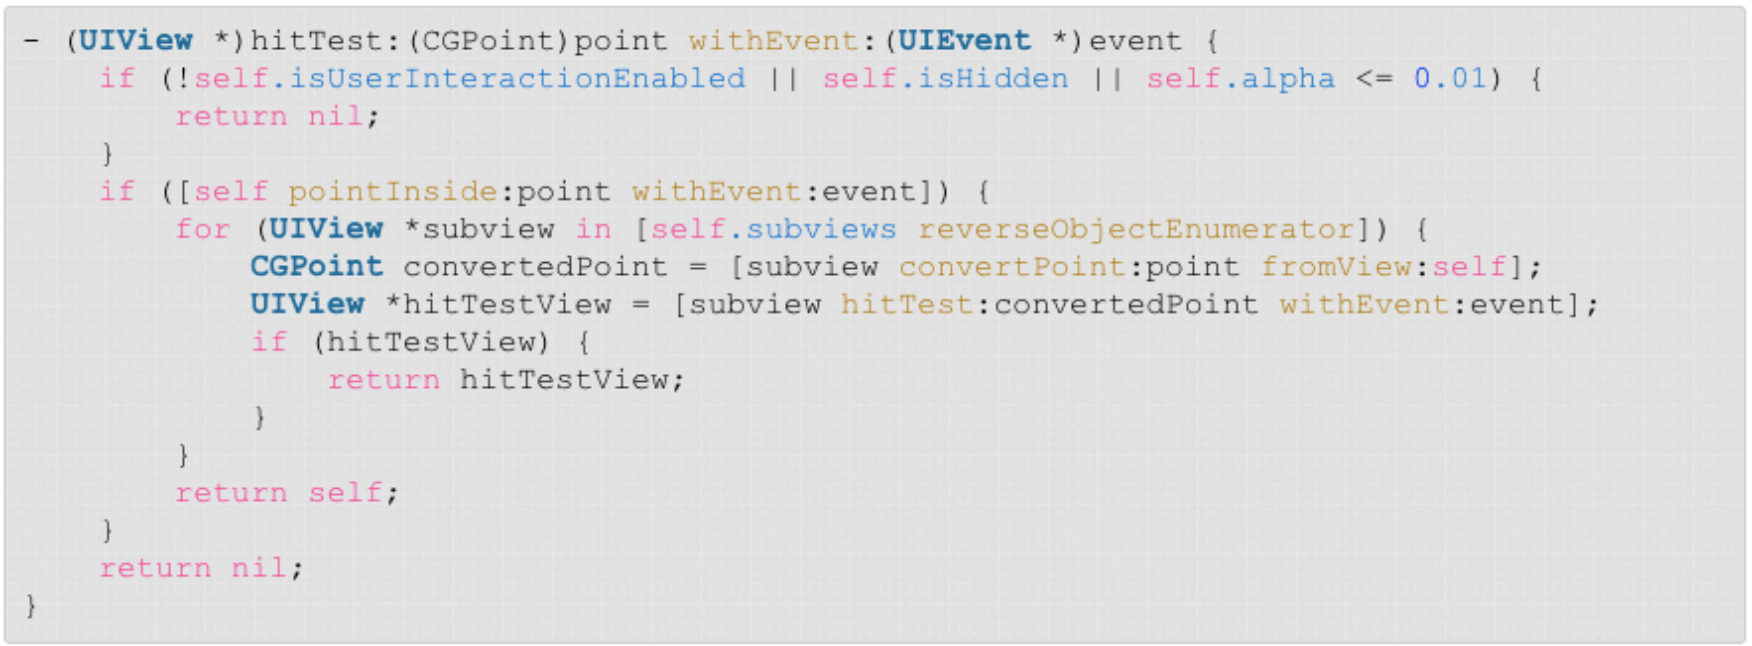 - (UIView *)hitTest:(CGPoint)point withEvent:(UIEvent *)event {
    if (!self.isUserInteractionEnabled || self.isHidden || self.alpha <= 0.01) {
        return nil;
    }
    if ([self pointInside:point withEvent:event]) {
        for (UIView *subview in [self.subviews reverseObjectEnumerator]) {
            CGPoint convertedPoint = [subview convertPoint:point fromView:self];
            UIView *hitTestView = [subview hitTest:convertedPoint withEvent:event];
            if (hitTestView) {
                return hitTestView;
            }
        }
        return self;
    }
    return nil;
}